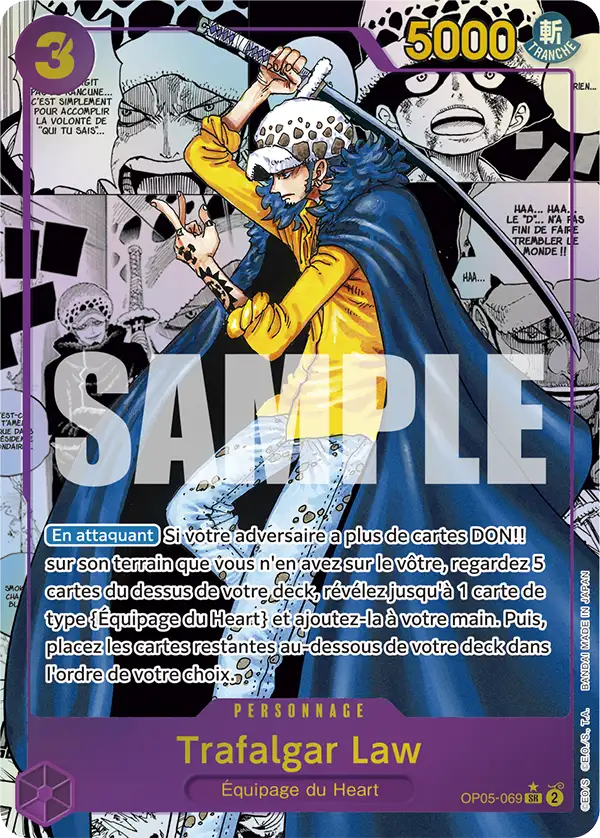 3
5000
斬
TRANCHE
C'EST SIMPLEMENT
POUR ACCOMPLIR
LA VOLONTÉ DE
"QUI TU SAIS"...
RIEN...
HAA... HAA...
LE "D"... N'A PAS
FINI DE FAIRE
TREMBLER LE
MONDE !!
HAA...
SAMPLE
En attaquant Si votre adversaire a plus de cartes DON!!
sur son terrain que vous n'en avez sur le vôtre, regardez 5
cartes du dessus de votre deck, révélez jusqu'à 1 carte de
type {Équipage du Heart} et ajoutez-la à votre main. Puis,
placez les cartes restantes au-dessous de votre deck dans
l'ordre de votre choix.
PERSONNAGE
Trafalgar Law
Équipage du Heart
OP05-069 SR 2
©EO/S ©E.O./S., T.A. BANDAI MADE IN JAPAN